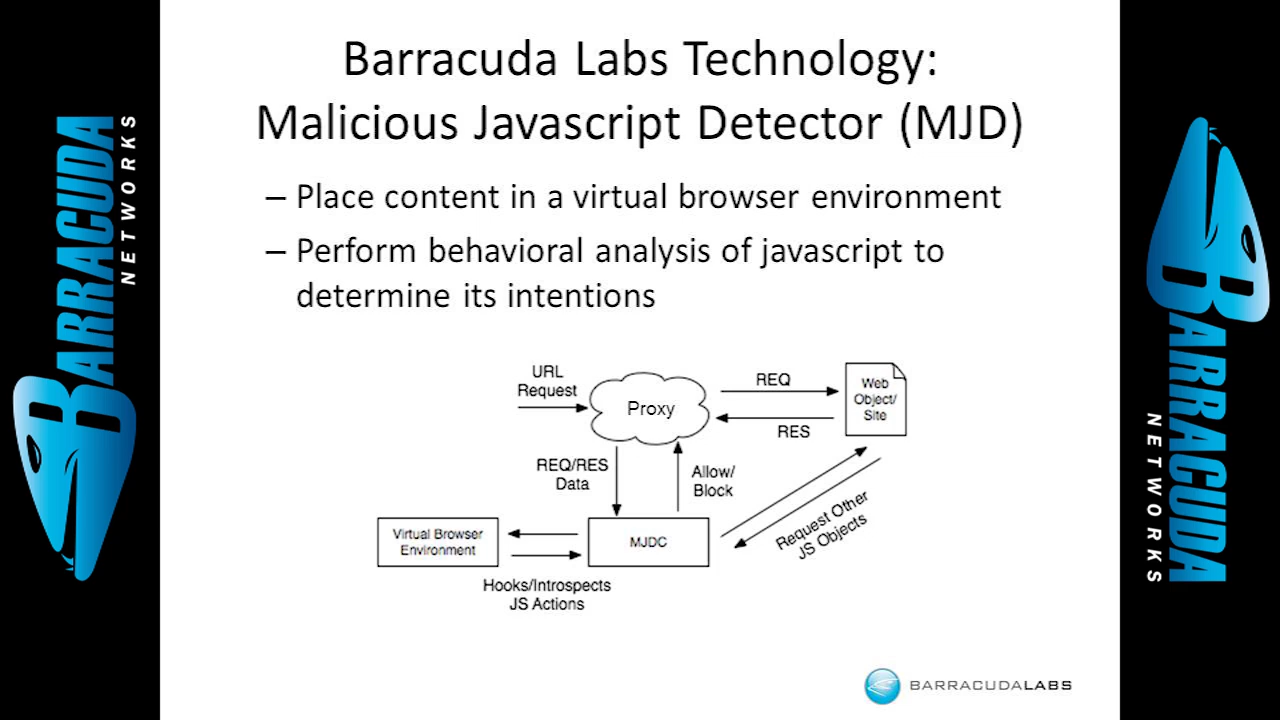 Barracuda Labs Technology:
Malicious Javascript Detector (MJD)
– Place content in a virtual browser environment
– Perform behavioral analysis of javascript to
determine its intentions
URL
Request
Proxy
REQ
RES
Web
Object/
Site
REQ/RES
Data
Allow/
Block
Request Other
JS Objects
Virtual Browser
Environment
MJDC
Hooks/Introspects
JS Actions
BARRACUDALABS
BARRACUDA
NETWORKS
BARRACUDA
NETWORKS